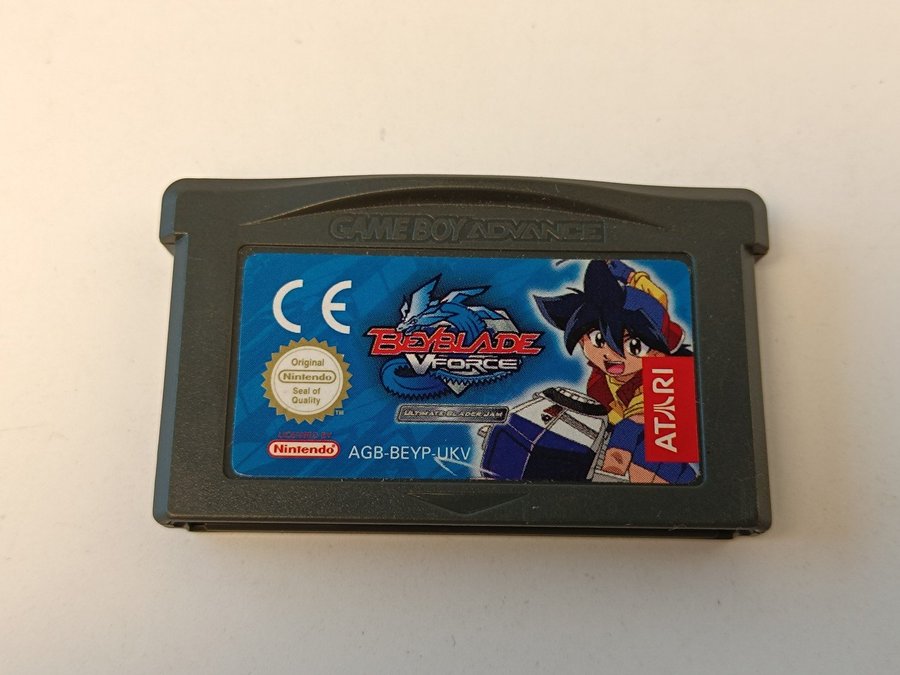 GAME BOY ADVANCE
CE
BEYBLADE
VFORCE
ULTIMATE BLADER JAM
Original
Nintendo
Seal of
Quality
TM
LICENSED BY
Nintendo
AGB-BEYP-UKV
ATARI